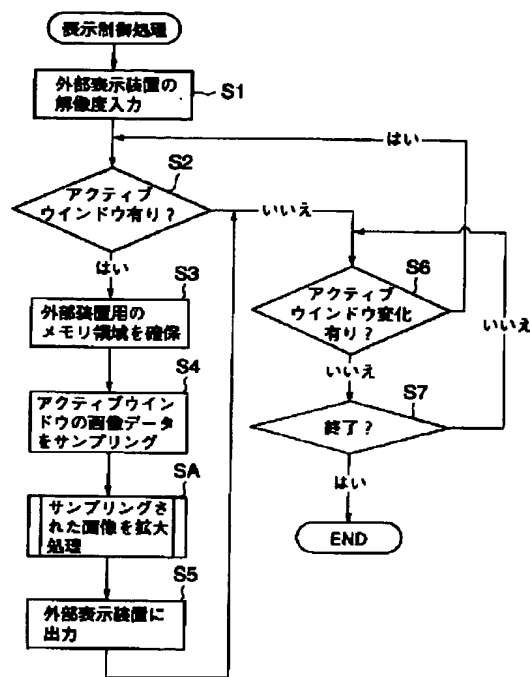 表示制御処理
外部表示装置の
解像度入力
S1
はい
S2
アクティブ
ウインドウ有り？
いいえ
はい
S3
外部装置用の
メモリ領域を確保
S4
アクティブウイン
ドウの画像データ
をサンプリング
SA
サンプリングさ
れた画像を拡大
処理
S5
外部表示装置に
出力
S6
アクティブ
ウインドウ変化
有り？
いいえ
いいえ
S7
終了？
はい
END